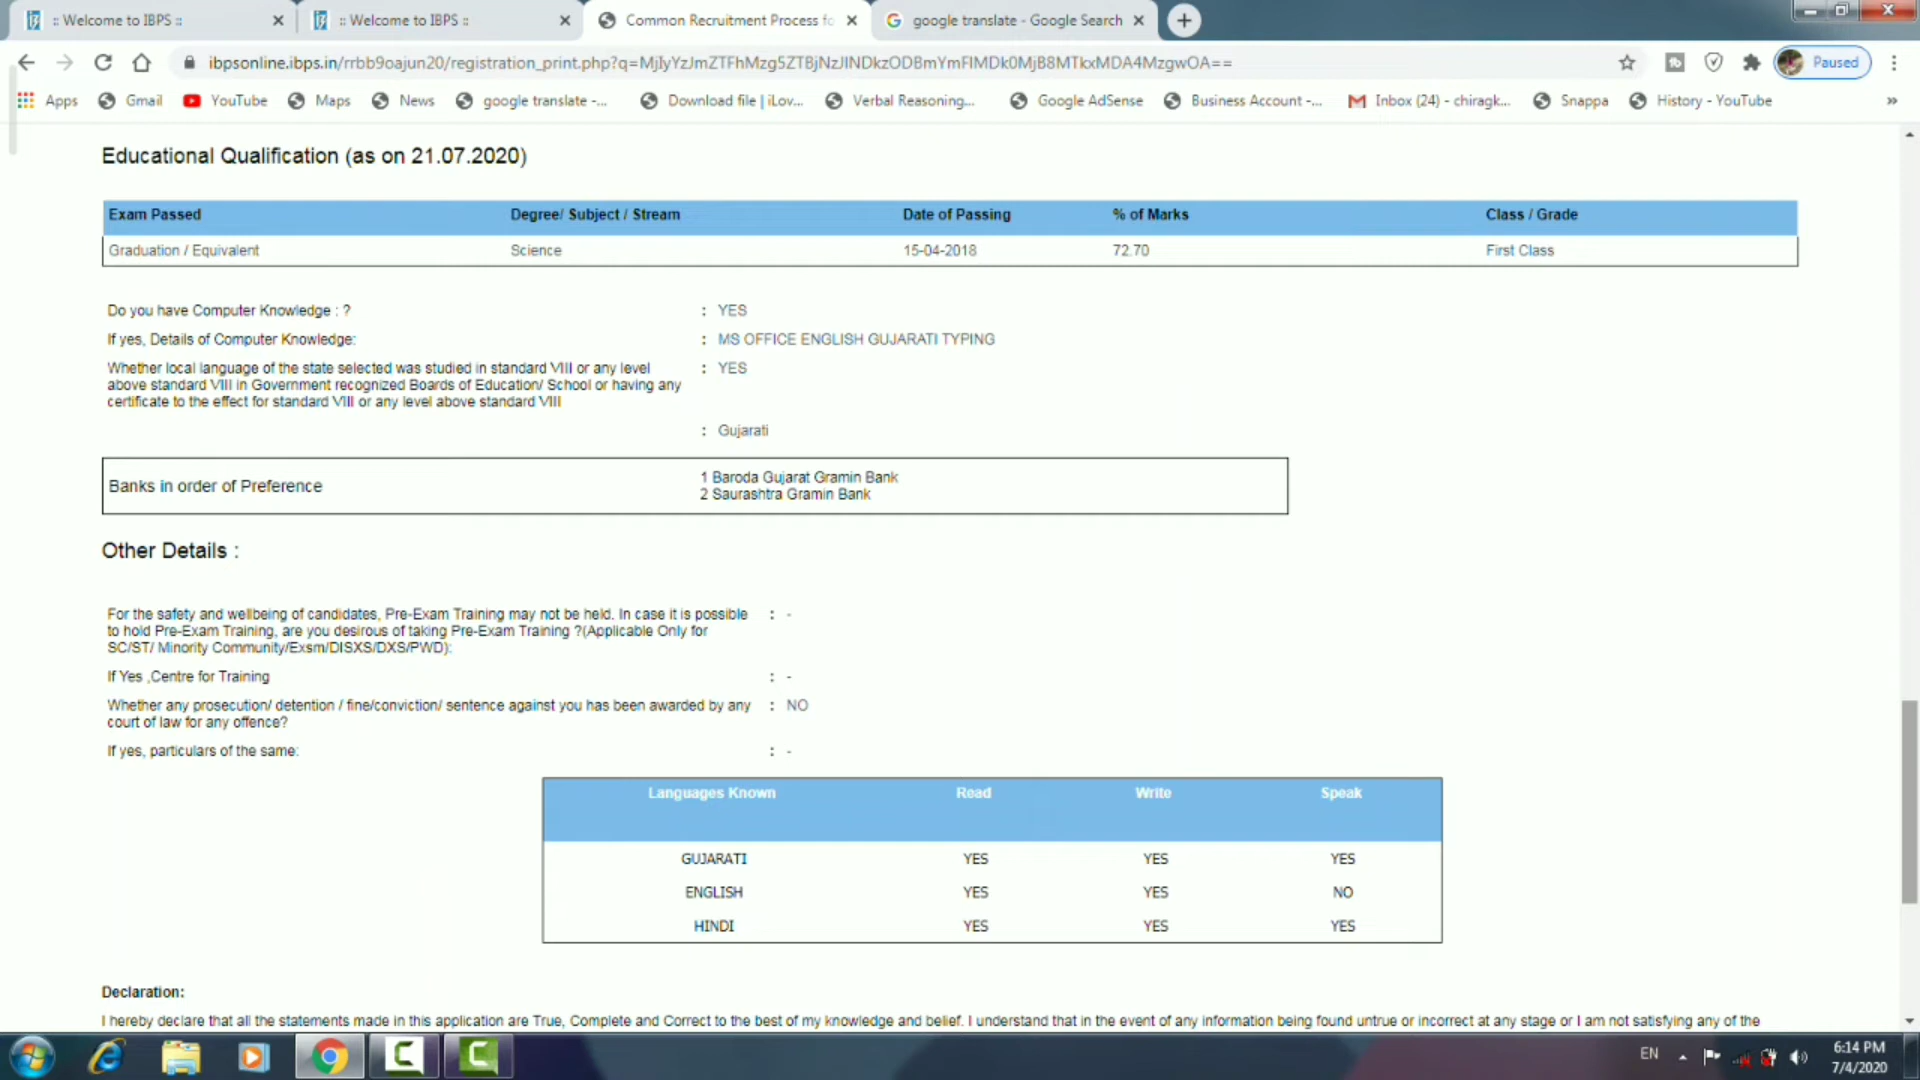 :: Welcome to IBPS ::
:: Welcome to IBPS ::
Common Recruitment Process fo
google translate - Google Search
ibpsonline.ibps.in/rrbb9oajun20/registration_print.php?q=
Paused
Apps
Gmail
YouTube
Maps
News
google translate -...
Download file | iLov...
Verbal Reasoning...
Google AdSense
Business Account -...
Inbox (24) - chiragk...
Snappa
History - YouTube
»
Educational Qualification (as on 21.07.2020)
Exam Passed Degree/ Subject / Stream Date of Passing % of Marks Class / Grade
Graduation / Equivalent Science 15-04-2018 72.70 First Class
Do you have Computer Knowledge : ? : YES
If yes, Details of Computer Knowledge: : MS OFFICE ENGLISH GUJARATI TYPING
Whether local language of the state selected was studied in standard VIII or any level : YES
above standard VIII in Government recognized Boards of Education/ School or having any
certificate to the effect for standard VIII or any level above standard VIII
: Gujarati
Banks in order of Preference
1 Baroda Gujarat Gramin Bank
2 Saurashtra Gramin Bank
Other Details :
For the safety and wellbeing of candidates, Pre-Exam Training may not be held. In case it is possible : -
to hold Pre-Exam Training, are you desirous of taking Pre-Exam Training ?(Applicable Only for
SC/ST/ Minority Community/Exsm/DISXS/DXS/PWD):
If Yes ,Centre for Training : -
Whether any prosecution/ detention / fine/conviction/ sentence against you has been awarded by any : NO
court of law for any offence?
If yes, particulars of the same: : -
Languages Known Read Write Speak
GUJARATI YES YES YES
ENGLISH YES YES NO
HINDI YES YES YES
Declaration:
I hereby declare that all the statements made in this application are True, Complete and Correct to the best of my knowledge and belief. I understand that in the event of any information being found untrue or incorrect at any stage or I am not satisfying any of the
EN
6:14 PM
7/4/2020